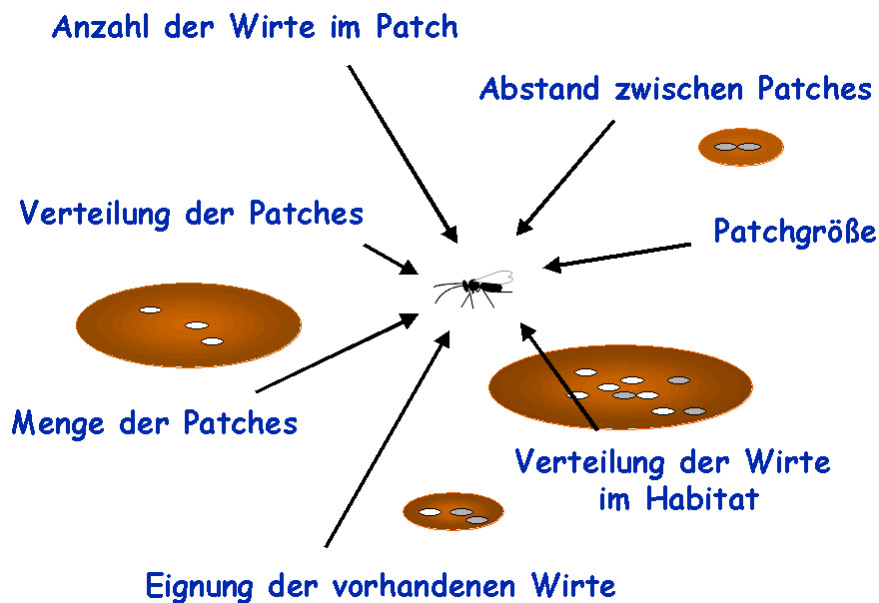 Anzahl der Wirte im Patch
Abstand zwischen Patches
Verteilung der Patches
Patchgröße
Menge der Patches
Verteilung der Wirte
im Habitat
Eignung der vorhandenen Wirte